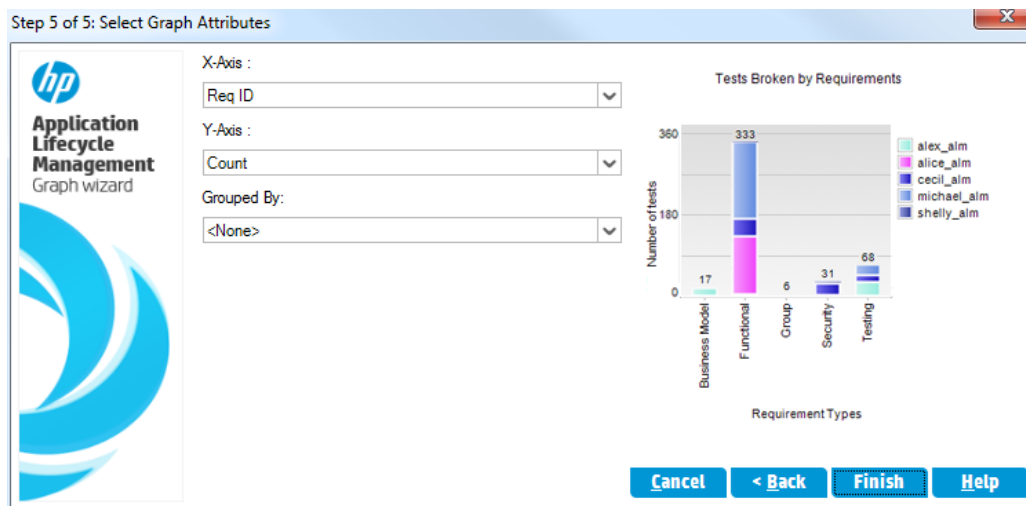 Step 5 of 5: Select Graph Attributes
X
hp
Application
Lifecycle
Management
Graph wizard
X-Axis :
Req ID
Y-Axis :
Count
Grouped By:
<None>
Tests Broken by Requirements
Number of tests
360
180
0
17
333
6
31
68
Business Model
Functional
Group
Security
Testing
Requirement Types
alex_alm
alice_alm
cecil_alm
michael_alm
shelly_alm
Cancel
< Back
Finish
Help